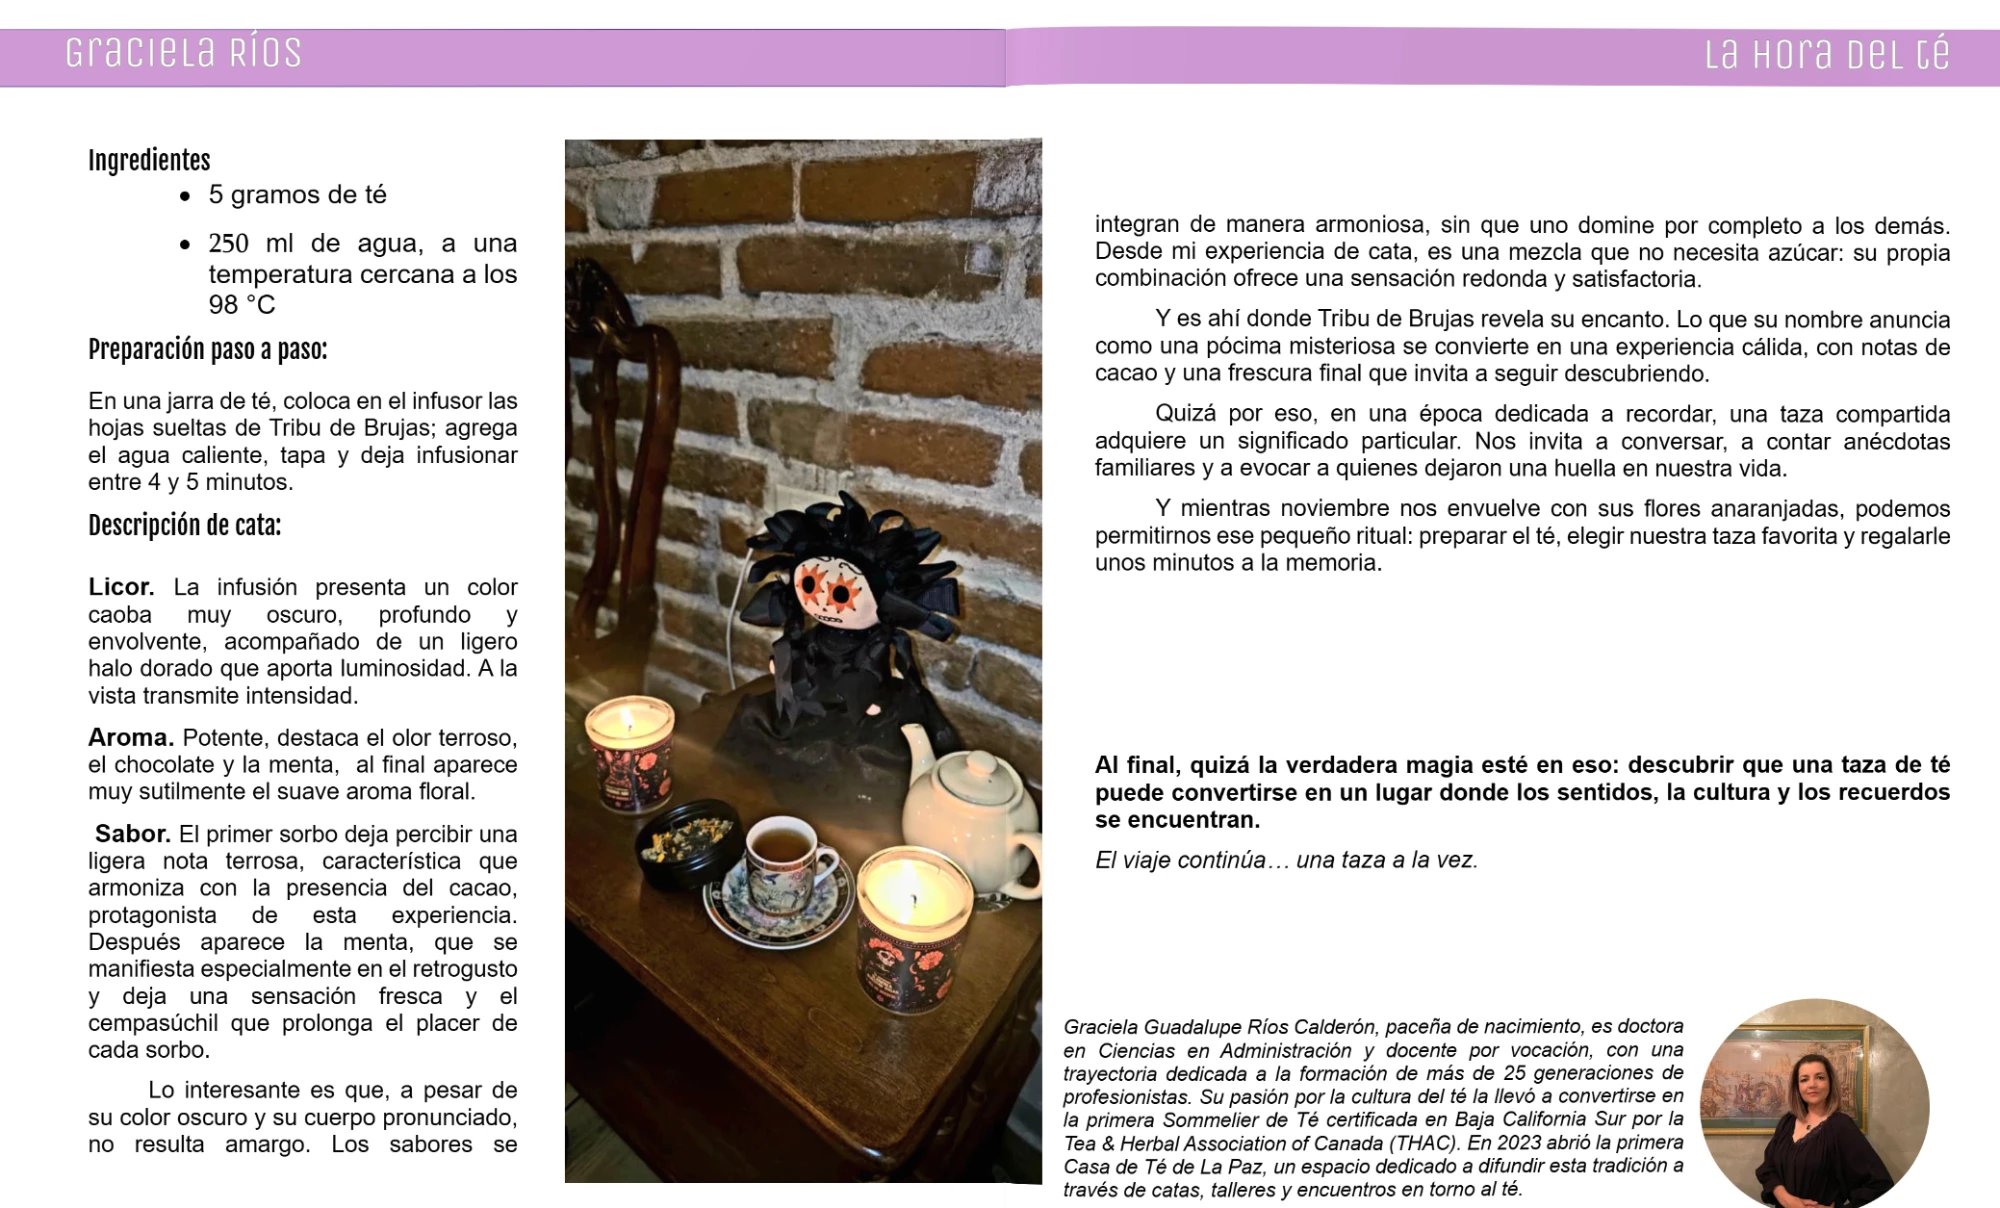 Graciela Ríos
La Hora del Té
Ingredientes
• 5 gramos de té
• 250 ml de agua, a una
temperatura cercana a los
98 °C
Preparación paso a paso:
En una jarra de té, coloca en el infusor las
hojas sueltas de Tribu de Brujas; agrega
el agua caliente, tapa y deja infusionar
entre 4 y 5 minutos.
Descripción de cata:
Licor. La infusión presenta un color
caoba muy oscuro, profundo y
envolvente, acompañado de un ligero
halo dorado que aporta luminosidad. A la
vista transmite intensidad.
Aroma. Potente, destaca el olor terroso,
el chocolate y la menta, al final aparece
muy sutilmente el suave aroma floral.
Sabor. El primer sorbo deja percibir una
ligera nota terrosa, característica que
armoniza con la presencia del cacao,
protagonista de esta experiencia.
Después aparece la menta, que se
manifiesta especialmente en el retrogusto
y deja una sensación fresca y el
cempasúchil que prolonga el placer de
cada sorbo.
Lo interesante es que, a pesar de
su color oscuro y su cuerpo pronunciado,
no resulta amargo. Los sabores se
integran de manera armoniosa, sin que uno domine por completo a los demás.
Desde mi experiencia de cata, es una mezcla que no necesita azúcar: su propia
combinación ofrece una sensación redonda y satisfactoria.
Y es ahí donde Tribu de Brujas revela su encanto. Lo que su nombre anuncia
como una pócima misteriosa se convierte en una experiencia cálida, con notas de
cacao y una frescura final que invita a seguir descubriendo.
Quizá por eso, en una época dedicada a recordar, una taza compartida
adquiere un significado particular. Nos invita a conversar, a contar anécdotas
familiares y a evocar a quienes dejaron una huella en nuestra vida.
Y mientras noviembre nos envuelve con sus flores anaranjadas, podemos
permitirnos ese pequeño ritual: preparar el té, elegir nuestra taza favorita y regalarle
unos minutos a la memoria.
Al final, quizá la verdadera magia esté en eso: descubrir que una taza de té
puede convertirse en un lugar donde los sentidos, la cultura y los recuerdos
se encuentran.
El viaje continúa… una taza a la vez.
Graciela Guadalupe Ríos Calderón, paceña de nacimiento, es doctora
en Ciencias en Administración y docente por vocación, con una
trayectoria dedicada a la formación de más de 25 generaciones de
profesionistas. Su pasión por la cultura del té la llevó a convertirse en
la primera Sommelier de Té certificada en Baja California Sur por la
Tea & Herbal Association of Canada (THAC). En 2023 abrió la primera
Casa de Té de La Paz, un espacio dedicado a difundir esta tradición a
través de catas, talleres y encuentros en torno al té.